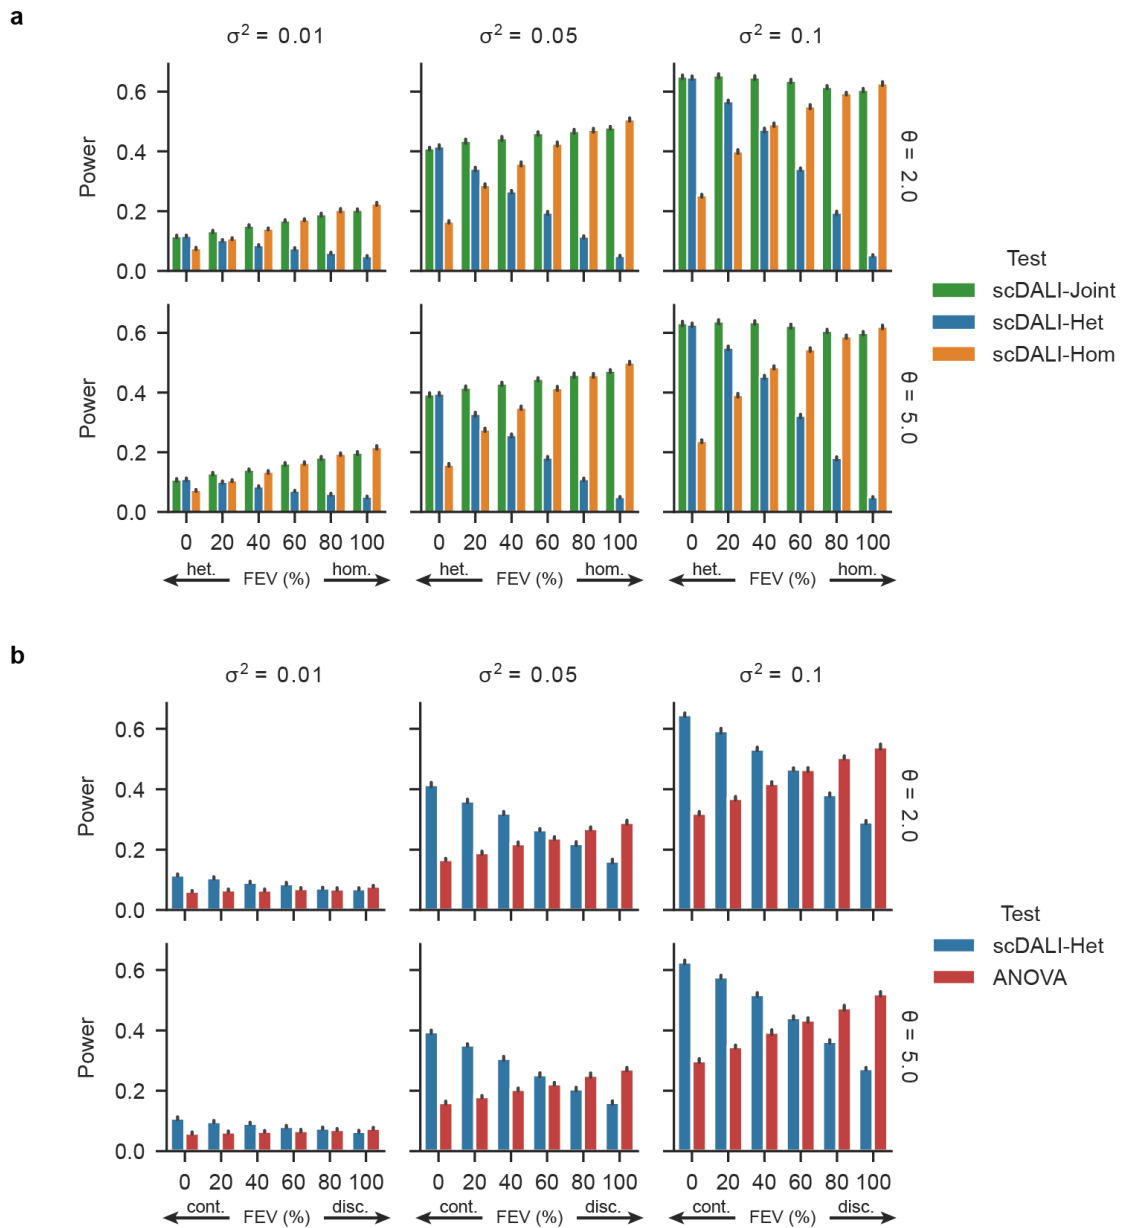 a
σ² = 0.01
σ² = 0.05
σ² = 0.1
0.6
0.4
0.2
0.0
Power
θ = 2.0
0.6
0.4
0.2
0.0
Power
θ = 5.0
Test
scDALI-Joint
scDALI-Het
scDALI-Hom
0 20 40 60 80 100
0 20 40 60 80 100
0 20 40 60 80 100
het. FEV (%) hom.
het. FEV (%) hom.
het. FEV (%) hom.
b
σ² = 0.01
σ² = 0.05
σ² = 0.1
0.6
0.4
0.2
0.0
Power
θ = 2.0
0.6
0.4
0.2
0.0
Power
θ = 5.0
Test
scDALI-Het
ANOVA
0 20 40 60 80 100
0 20 40 60 80 100
0 20 40 60 80 100
cont. FEV (%) disc.
cont. FEV (%) disc.
cont. FEV (%) disc.